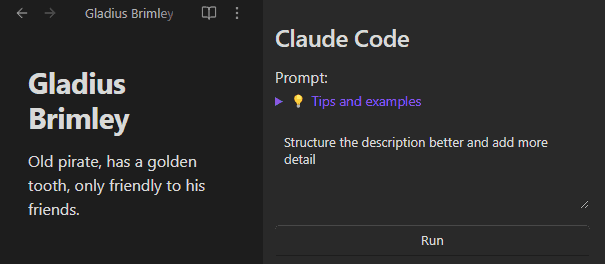 Gladius Brimley
Gladius
Brimley
Old pirate, has a golden
tooth, only friendly to his
friends.
Claude Code
Prompt:
💡 Tips and examples
Structure the description better and add more
detail
Run